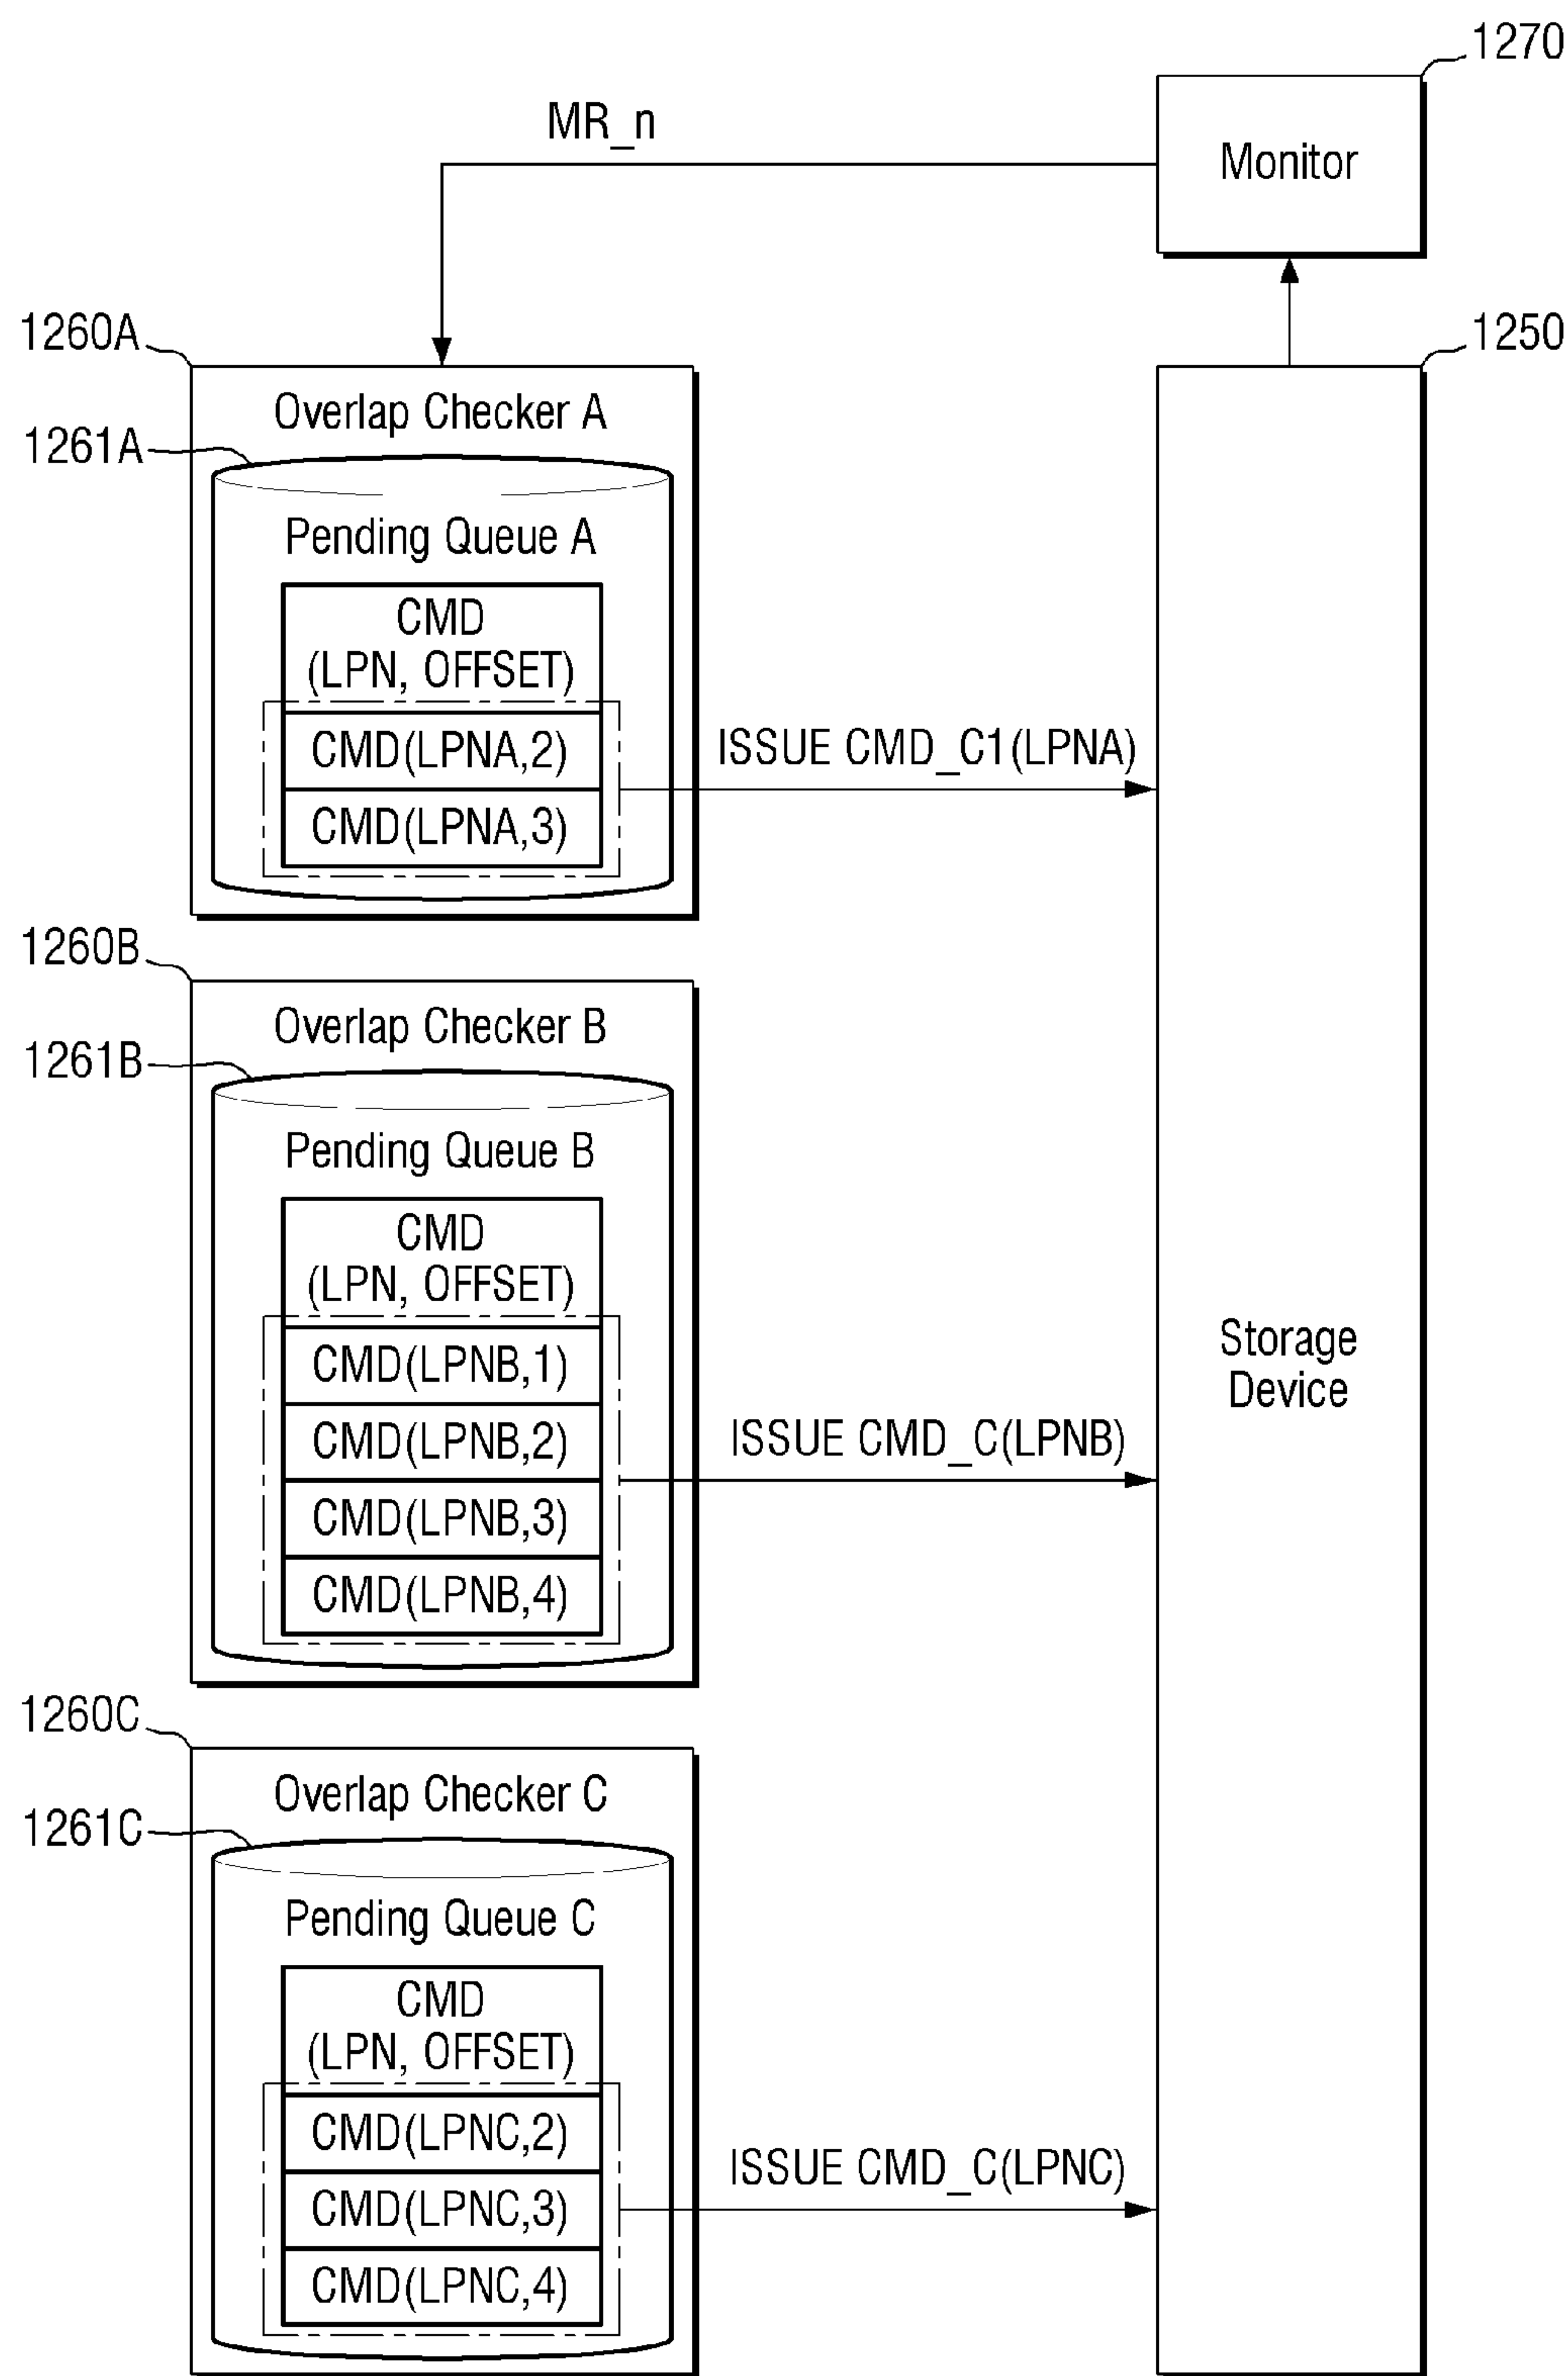 1270
MR_n
Monitor
1260A
1250
Overlap Checker A
1261A
Pending Queue A
CMD
(LPN, OFFSET)
CMD(LPNA,2)
ISSUE CMD_C1(LPNA)
CMD(LPNA,3)
1260B
Overlap Checker B
1261B
Pending Queue B
CMD
(LPN, OFFSET)
CMD(LPNB,1)
Storage
Device
CMD(LPNB,2)
ISSUE CMD_C(LPNB)
CMD(LPNB,3)
CMD(LPNB,4)
1260C
Overlap Checker C
1261C
Pending Queue C
CMD
(LPN, OFFSET)
CMD(LPNC,2)
ISSUE CMD_C(LPNC)
CMD(LPNC,3)
CMD(LPNC,4)